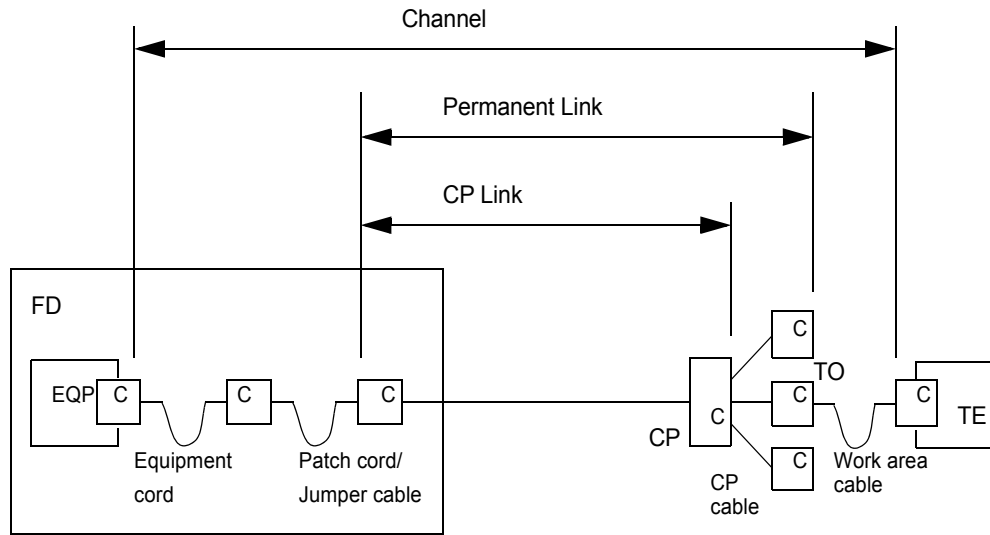 Channel
Permanent Link
CP Link
FD
C
TO
EQP
C
C
C
C
C
C
TE
CP
C
Equipment
cord
Patch cord/
Jumper cable
CP
cable
Work area
cable